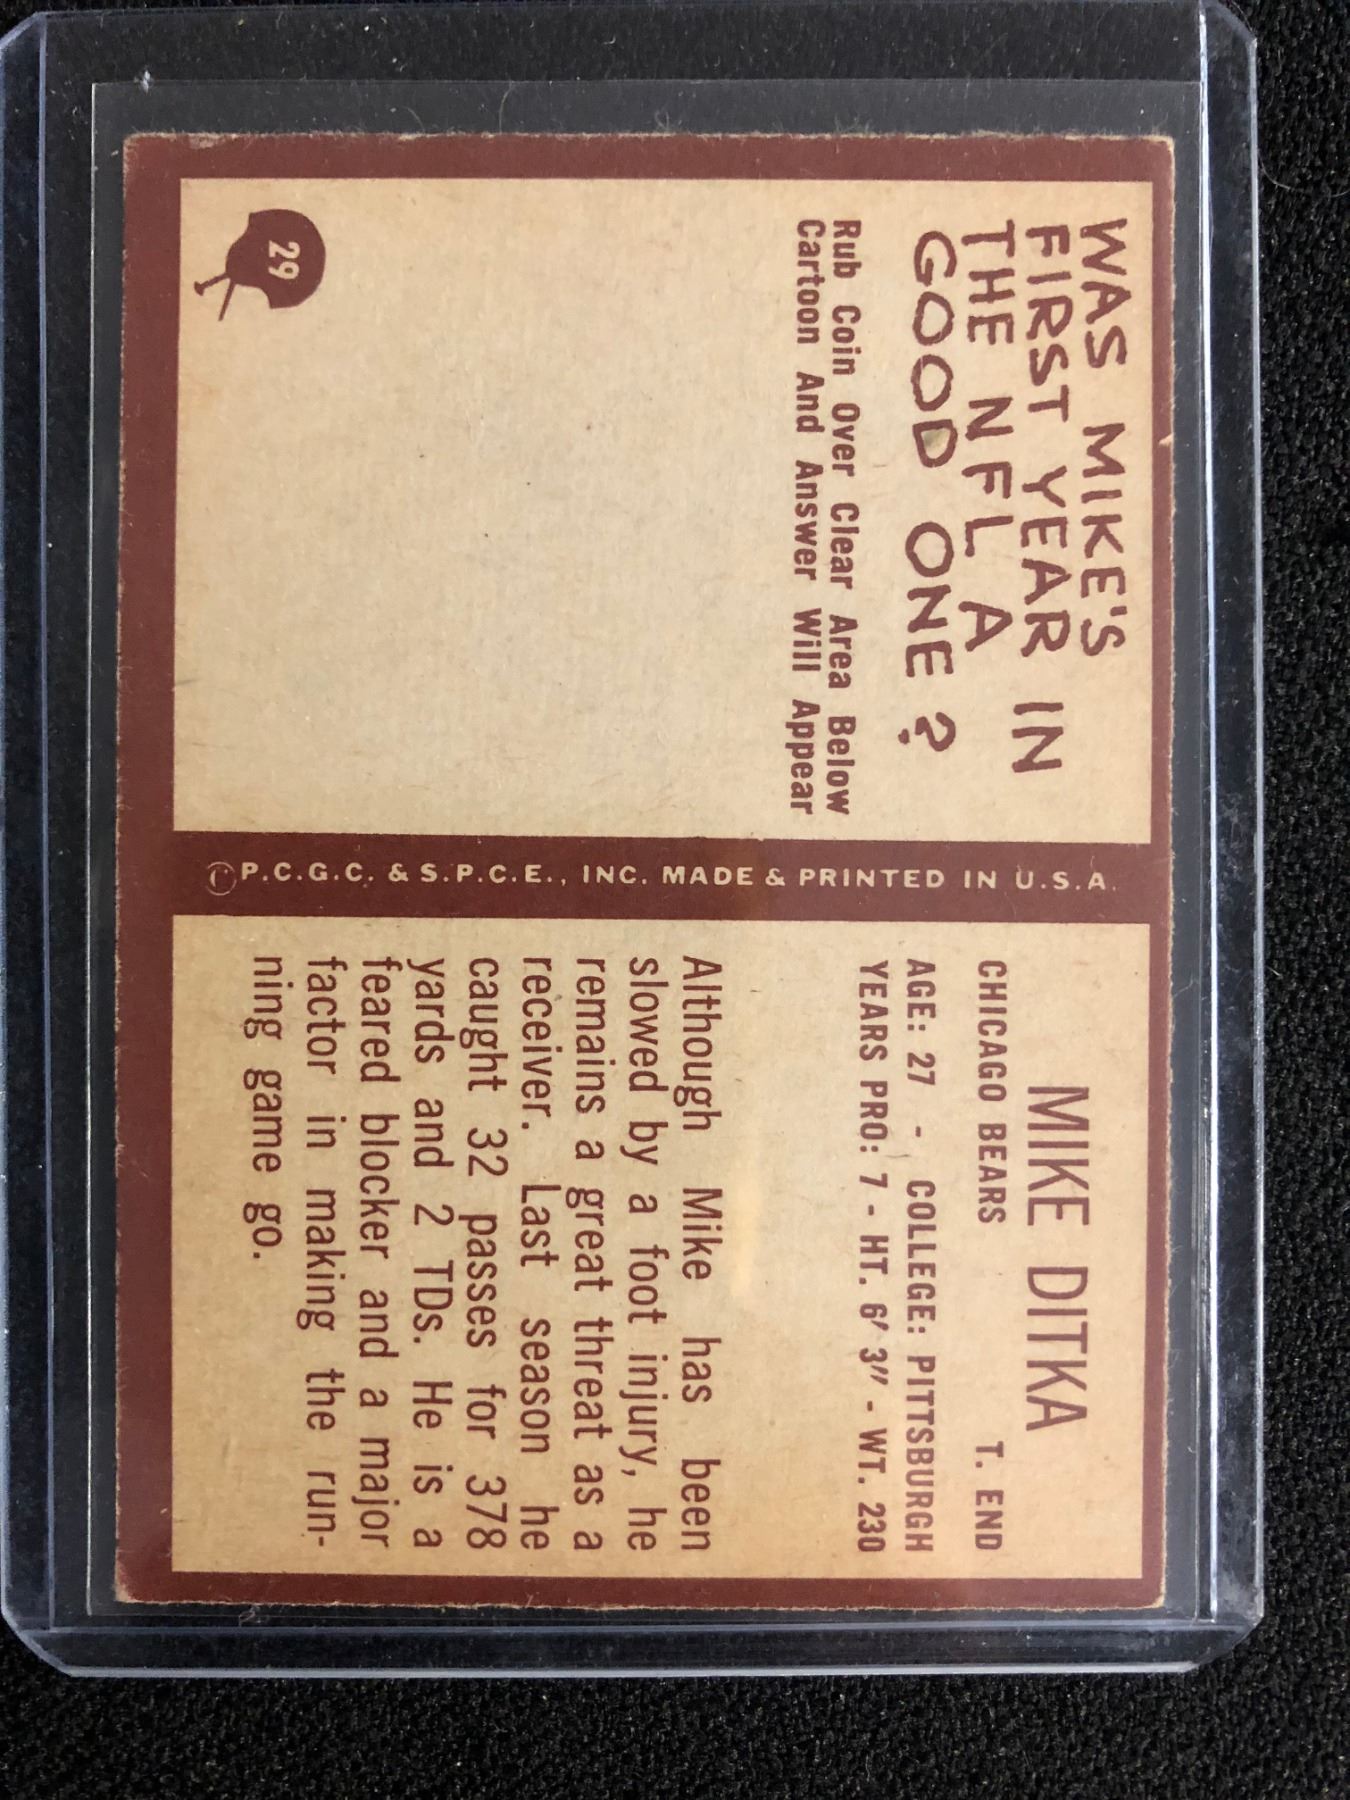 WAS MIKE'S
FIRST YEAR IN
THE NFL A
GOOD ONE?
Rub Coin Over Clear Area Below
Cartoon And Answer Will Appear
29
©P.C.G.C. & S.P.C.E., INC. MADE & PRINTED IN U.S.A.
MIKE DITKA
CHICAGO BEARS T. END
AGE: 27 - COLLEGE: PITTSBURGH
YEARS PRO: 7 - HT. 6' 3" - WT. 230
Although Mike has been
slowed by a foot injury, he
remains a great threat as a
receiver. Last season he
caught 32 passes for 378
yards and 2 TDs. He is a
feared blocker and a major
factor in making the run-
ning game go.